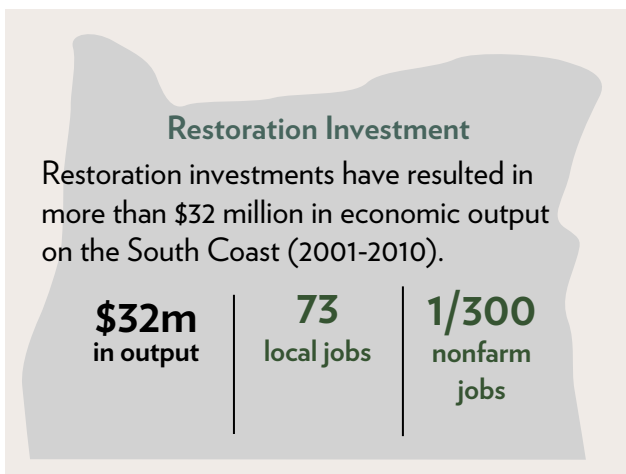 Restoration Investment
Restoration investments have resulted in
more than $32 million in economic output
on the South Coast (2001-2010).
$32m
in output
73
local jobs
1/300
nonfarm
jobs